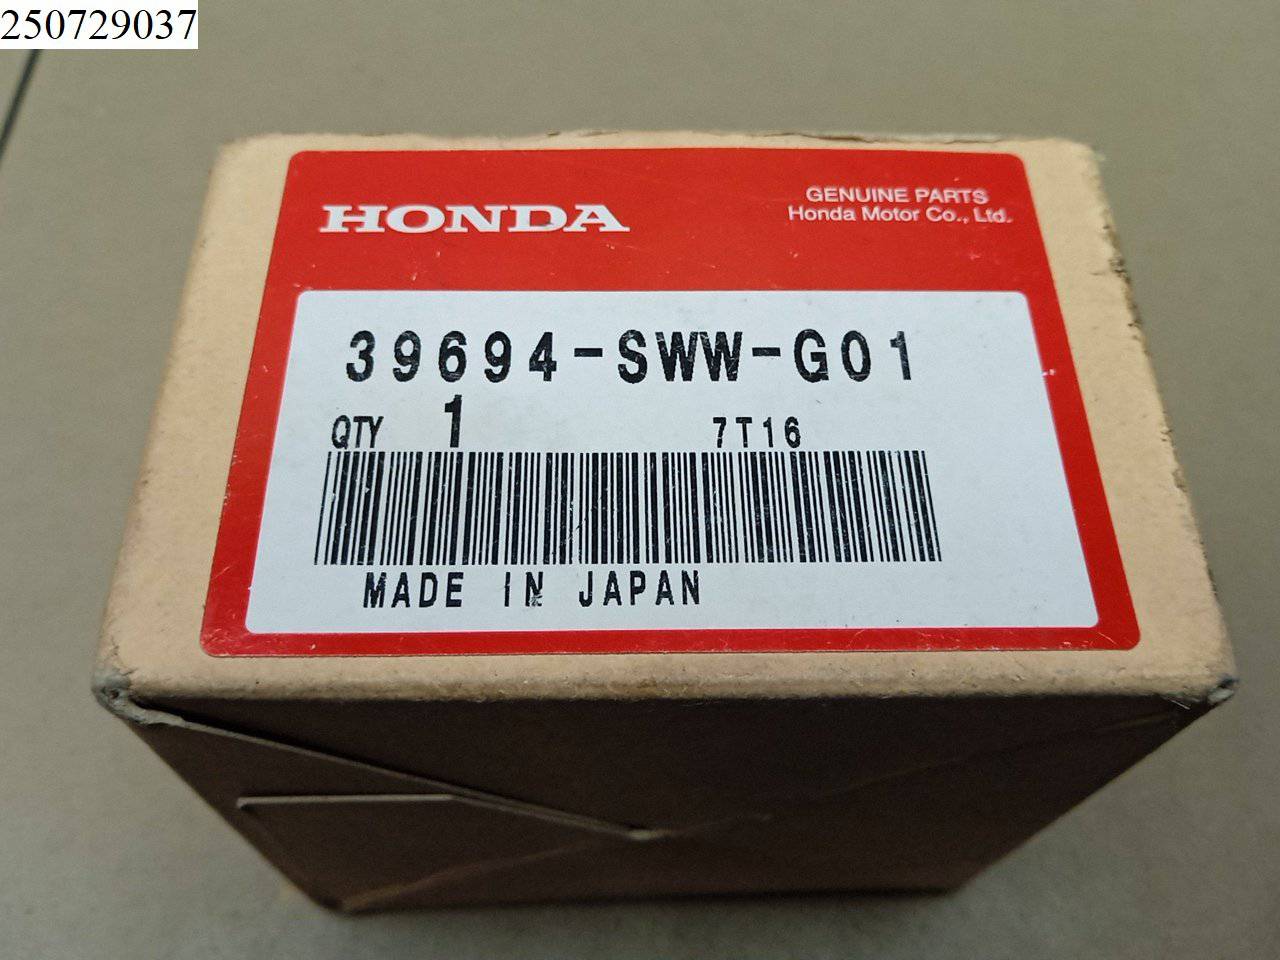 250729037
HONDA
GENUINE PARTS
Honda Motor Co., Ltd.
39694-SWW-G01
QTY 1 7T16
MADE IN JAPAN